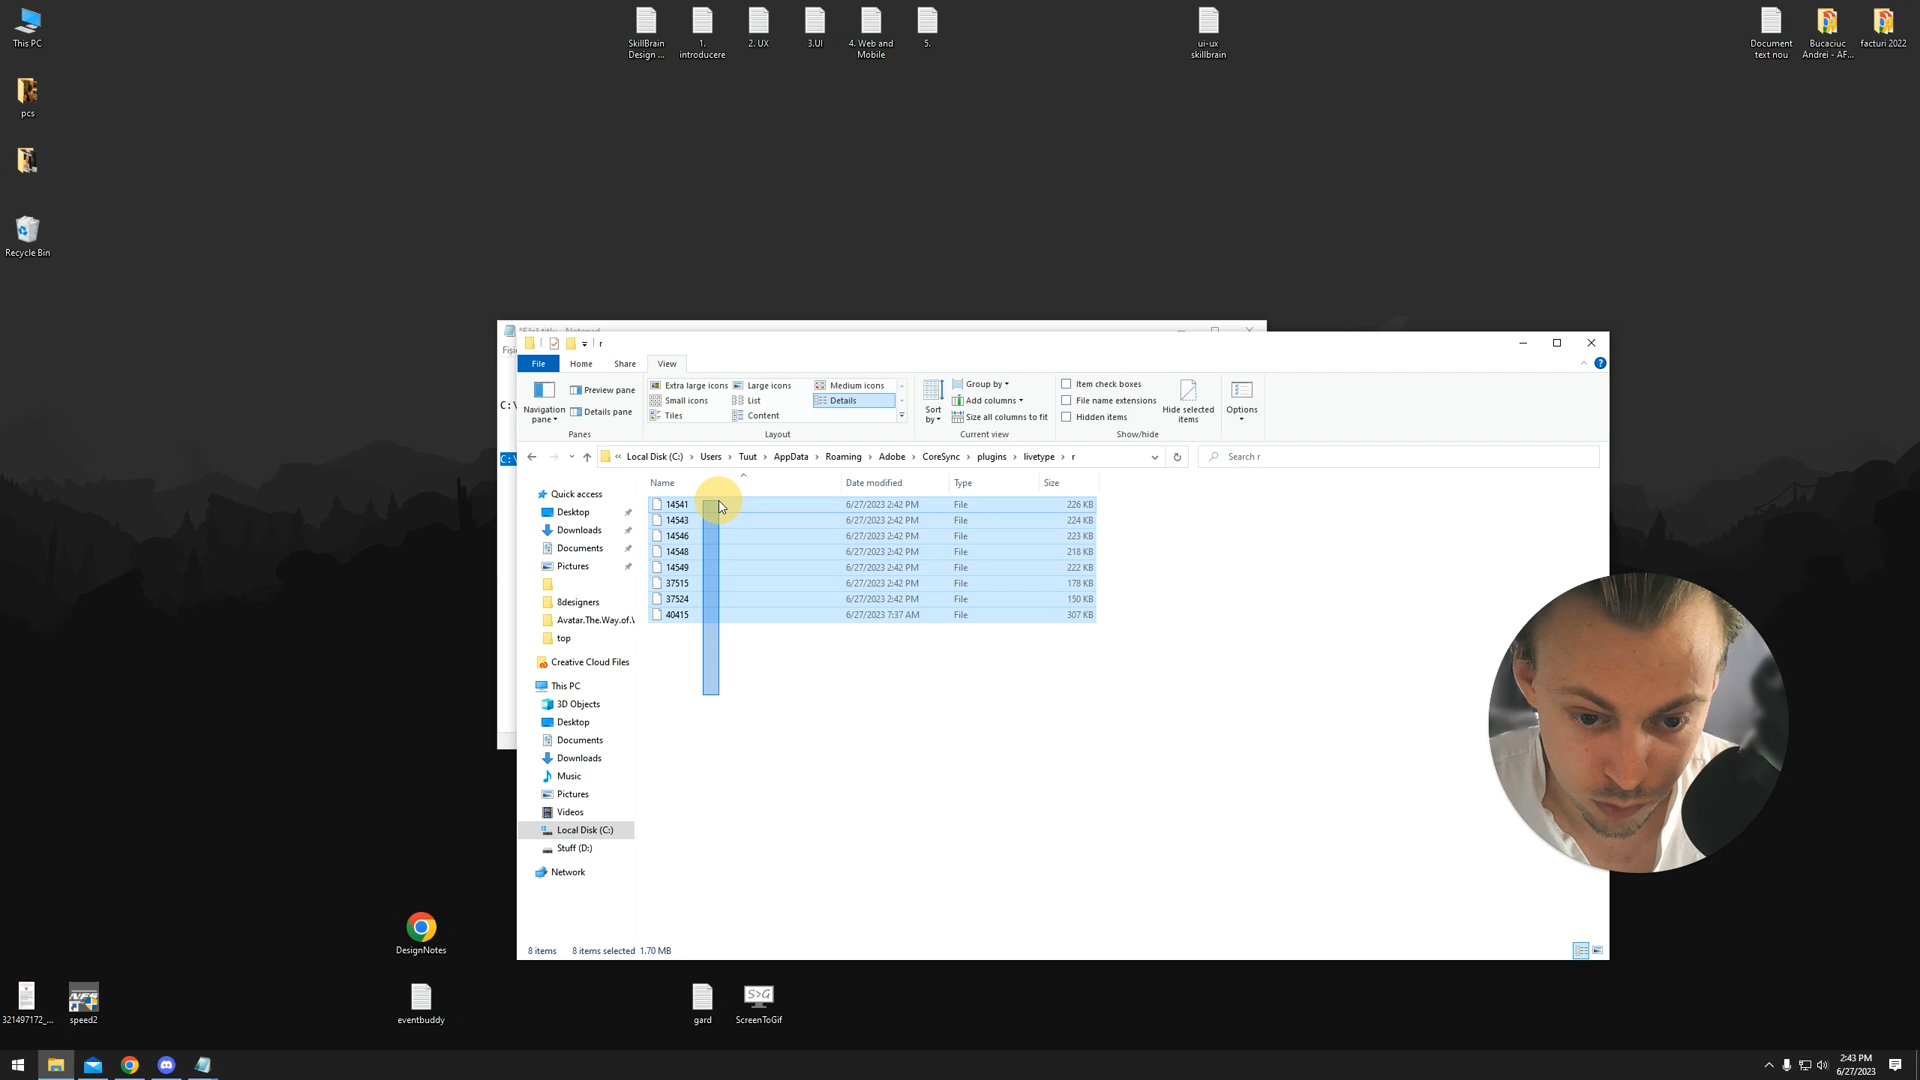 This PC
SkillBrain
Design ...
1.
introducere
2. UX
3.UI
4. Web and
Mobile
5.
ui-ux
skillbrain
Document
text nou
Bucaciuc
Andrei - AF...
facturi 2022
pcs
Recycle Bin
r
File
Home
Share
View
Navigation
pane
Preview pane
Details pane
Panes
Extra large icons
Large icons
Medium icons
Small icons
List
Details
Tiles
Content
Layout
Sort
by
Group by
Add columns
Size all columns to fit
Current view
Item check boxes
File name extensions
Hidden items
Hide selected
items
Show/hide
Options
C:\
C:\
« Local Disk (C:) › Users › Tuut › AppData › Roaming › Adobe › CoreSync › plugins › livetype › r
Search r
Name Date modified Type Size
14541 6/27/2023 2:42 PM File 226 KB
14543 6/27/2023 2:42 PM File 224 KB
14546 6/27/2023 2:42 PM File 223 KB
14548 6/27/2023 2:42 PM File 218 KB
14549 6/27/2023 2:42 PM File 222 KB
37515 6/27/2023 2:42 PM File 178 KB
37524 6/27/2023 2:42 PM File 150 KB
40415 6/27/2023 7:37 AM File 307 KB
Quick access
Desktop
Downloads
Documents
Pictures
8designers
Avatar.The.Way.of.
top
Creative Cloud Files
This PC
3D Objects
Desktop
Documents
Downloads
Music
Pictures
Videos
Local Disk (C:)
Stuff (D:)
Network
8 items 8 items selected 1.70 MB
DesignNotes
321497172_...
NFS
speed2
eventbuddy
gard
S>G
ScreenToGif
2:43 PM
6/27/2023